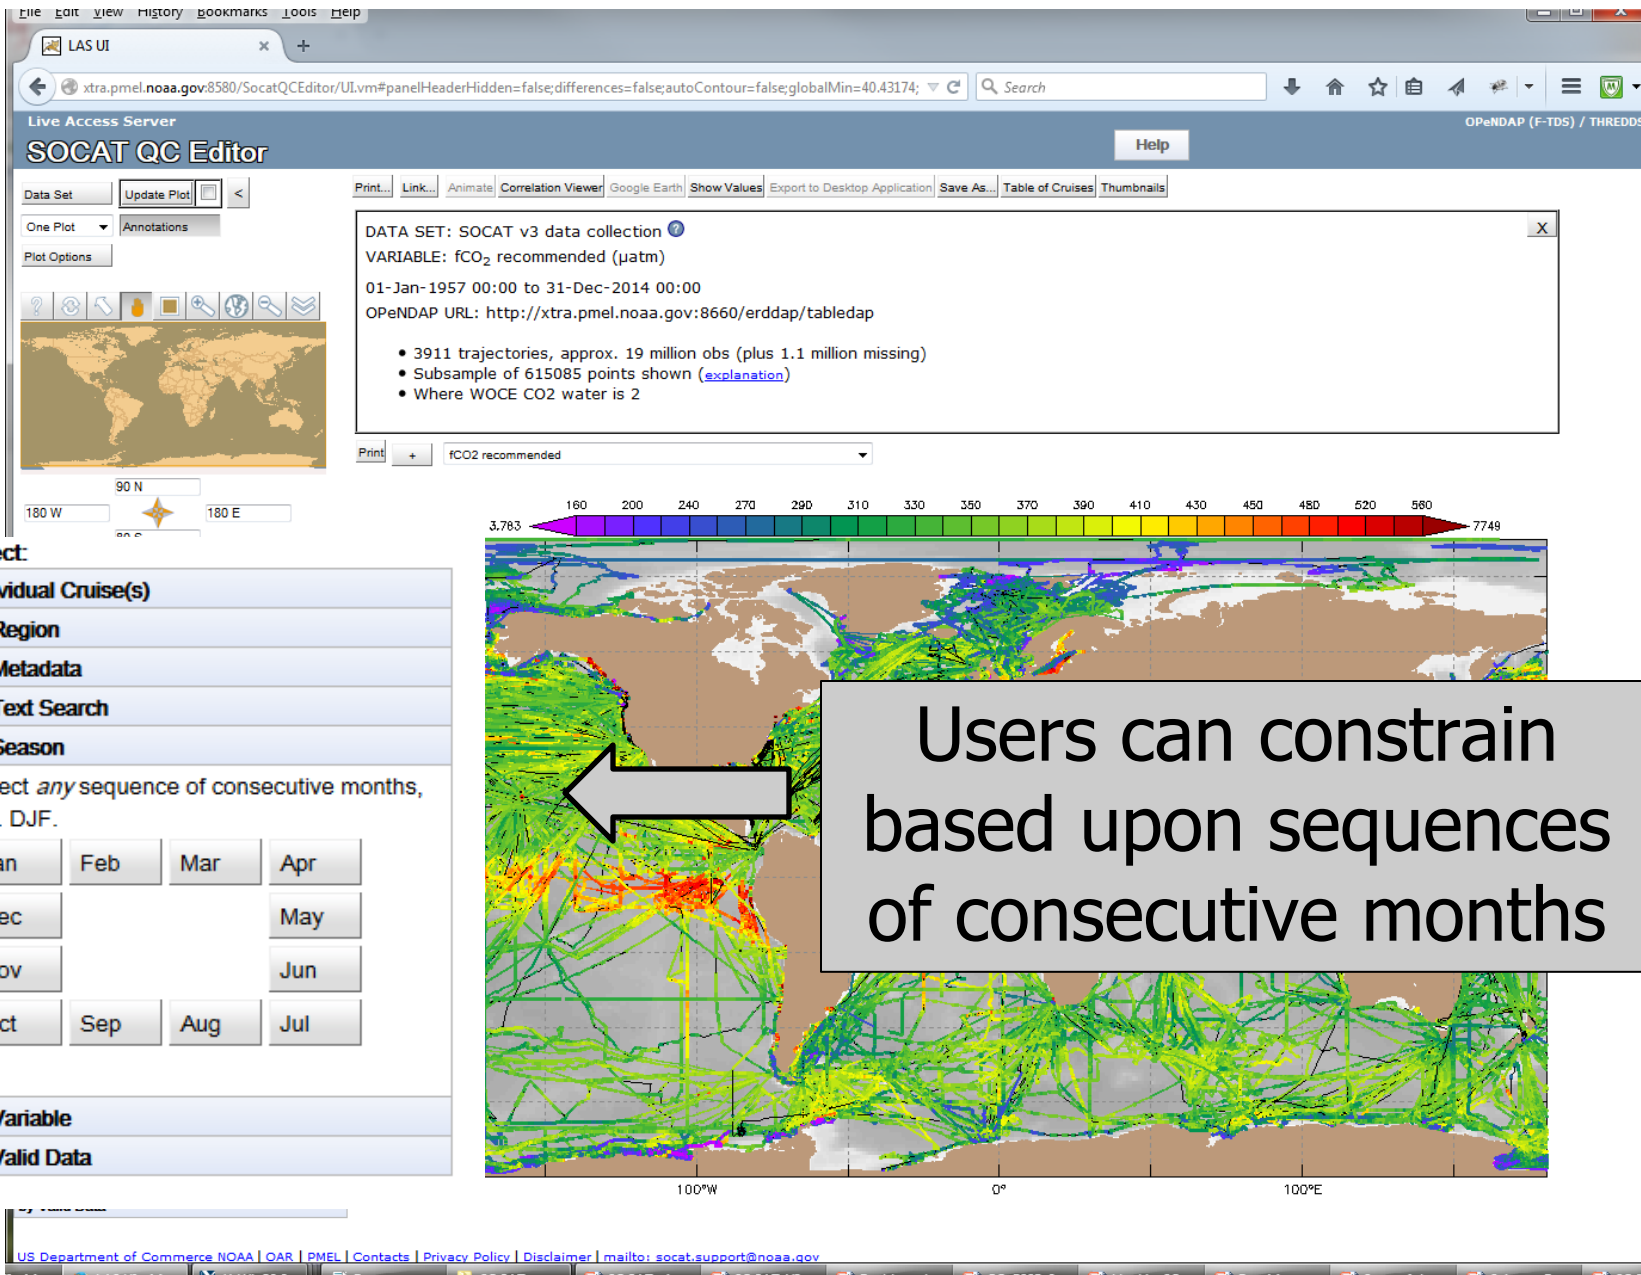 File Edit View History Bookmarks Tools Help
LAS UI × +
xtra.pmel.noaa.gov:8580/SocatQCEditor/UI.vm#panelHeaderHidden=false;differences=false;autoContour=false;globalMin=40.43174; Search
Live Access Server
OPeNDAP (F-TDS) / THREDDS
SOCAT QC Editor
Help
Data Set Update Plot <
Print... Link... Animate Correlation Viewer Google Earth Show Values Export to Desktop Application Save As... Table of Cruises Thumbnails
One Plot Annotations
Plot Options
DATA SET: SOCAT v3 data collection ?
X
VARIABLE: fCO2 recommended (µatm)
01-Jan-1957 00:00 to 31-Dec-2014 00:00
OPeNDAP URL: http://xtra.pmel.noaa.gov:8660/erddap/tabledap
• 3911 trajectories, approx. 19 million obs (plus 1.1 million missing)
• Subsample of 615085 points shown (explanation)
• Where WOCE CO2 water is 2
Print + fCO2 recommended
90 N
180 W 180 E
160 200 240 270 290 310 330 350 370 390 410 430 450 480 520 560
3.783 7749
ect:
vidual Cruise(s)
Region
Metadata
Text Search
Season
ect any sequence of consecutive months,
. DJF.
an Feb Mar Apr
ec May
ov Jun
ct Sep Aug Jul
Variable
Valid Data
Users can constrain
based upon sequences
of consecutive months
100°W 0° 100°E
by Valid Data
US Department of Commerce NOAA | OAR | PMEL | Contacts | Privacy Policy | Disclaimer | mailto: socat.support@noaa.gov